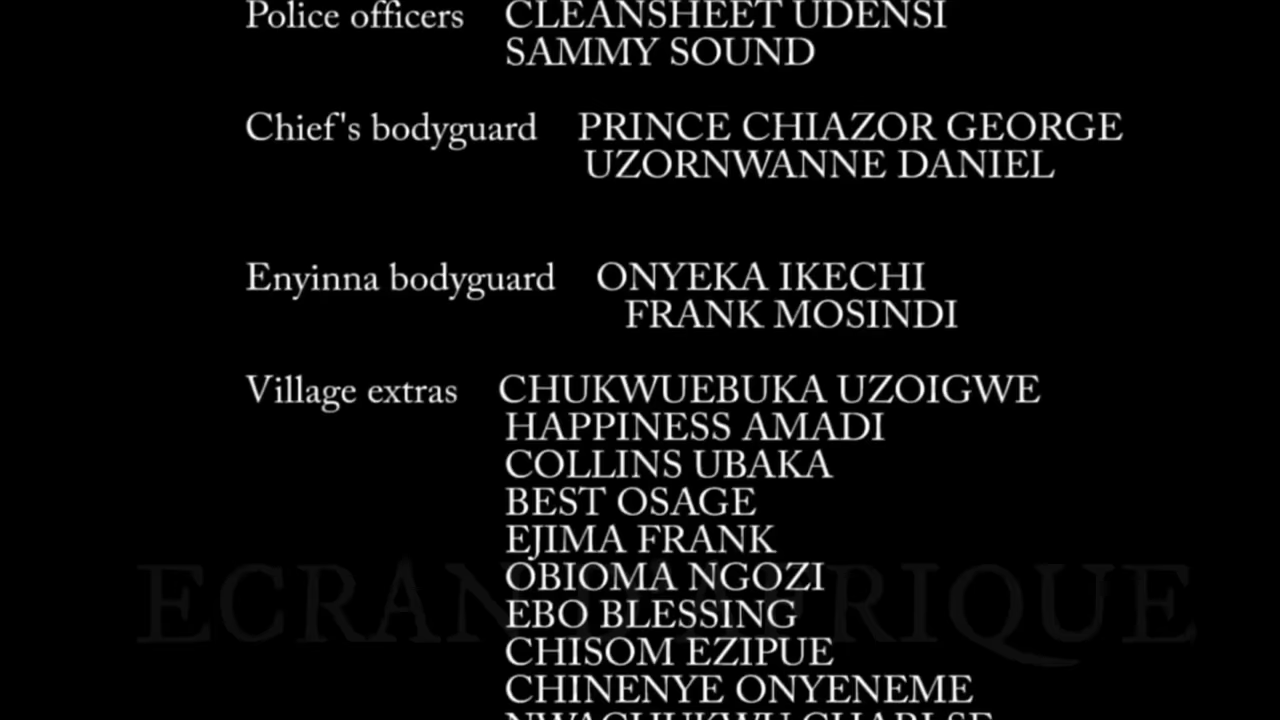 Police officers CLEANSHEET UDENSI
SAMMY SOUND
Chief's bodyguard PRINCE CHIAZOR GEORGE
UZORNWANNE DANIEL
Enyinna bodyguard ONYEKA IKECHI
FRANK MOSINDI
Village extras CHUKWUEBUKA UZOIGWE
HAPPINESS AMADI
COLLINS UBAKA
BEST OSAGE
EJIMA FRANK
OBIOMA NGOZI
EBO BLESSING
CHISOM EZIPUE
CHINENYE ONYENEME
ECRAN